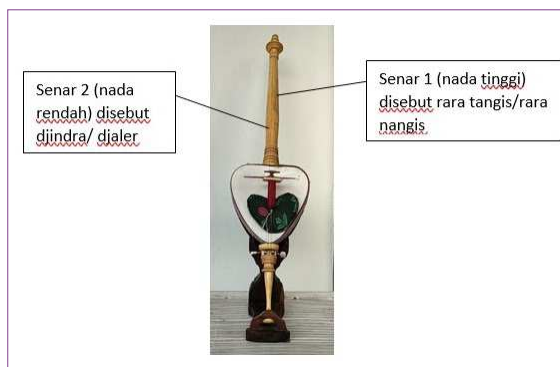 Senar 2 (nada
rendah) disebut
djindra/ djaler
Senar 1 (nada tinggi)
disebut rara tangis/rara
nangis